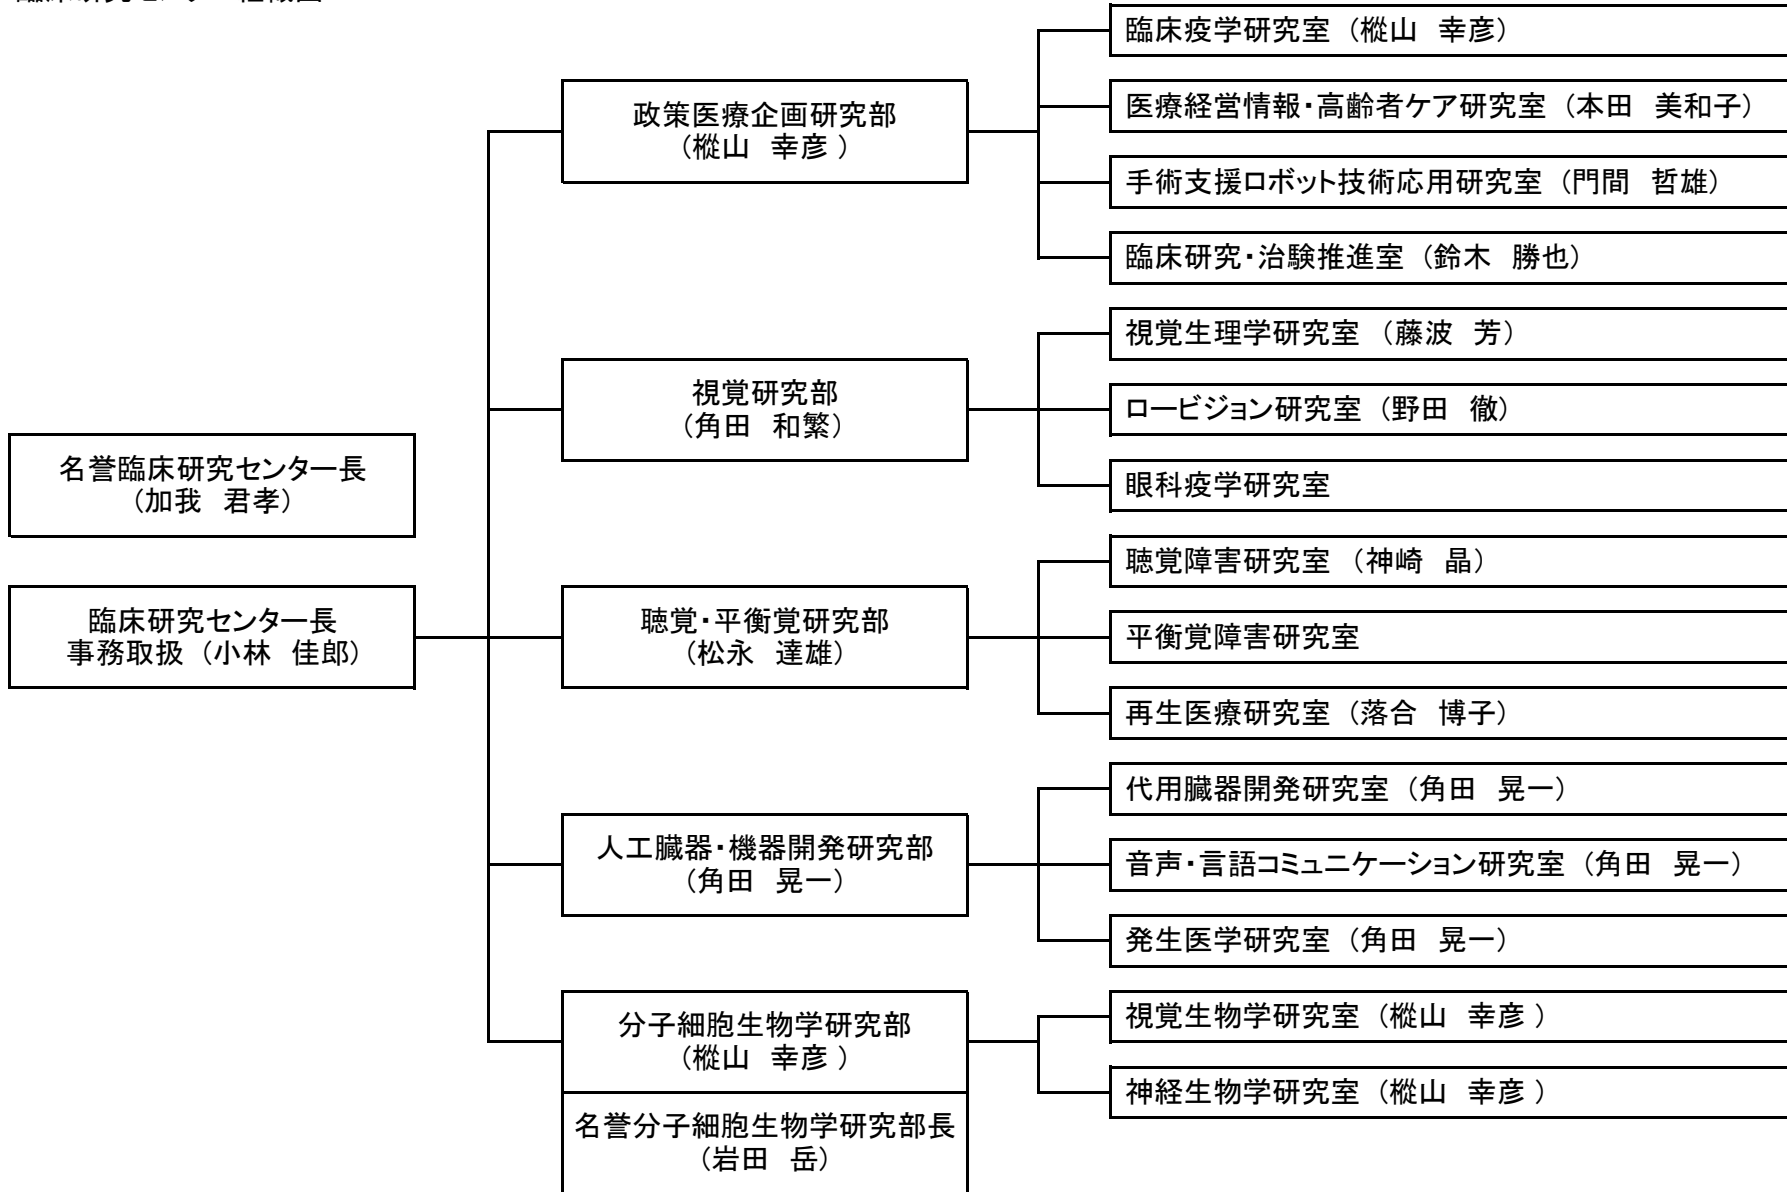 名誉臨床研究センター長
（加我　君孝）
臨床研究センター長
事務取扱（小林　佳郎）
政策医療企画研究部
（樅山　幸彦 ）
臨床疫学研究室（樅山　幸彦）
医療経営情報・高齢者ケア研究室（本田　美和子）
手術支援ロボット技術応用研究室（門間　哲雄）
臨床研究・治験推進室（鈴木　勝也）
視覚研究部
（角田　和繁）
視覚生理学研究室 （藤波　芳）
ロービジョン研究室（野田　徹）
眼科疫学研究室
聴覚・平衡覚研究部
（松永　達雄）
聴覚障害研究室 （神崎　晶）
平衡覚障害研究室
再生医療研究室（落合　博子）
人工臓器・機器開発研究部
（角田　晃一）
代用臓器開発研究室（角田　晃一）
音声・言語コミュニケーション研究室（角田　晃一）
発生医学研究室（角田　晃一）
分子細胞生物学研究部
（樅山　幸彦 ）
名誉分子細胞生物学研究部長
（岩田　岳）
視覚生物学研究室（樅山　幸彦 ）
神経生物学研究室（樅山　幸彦 ）